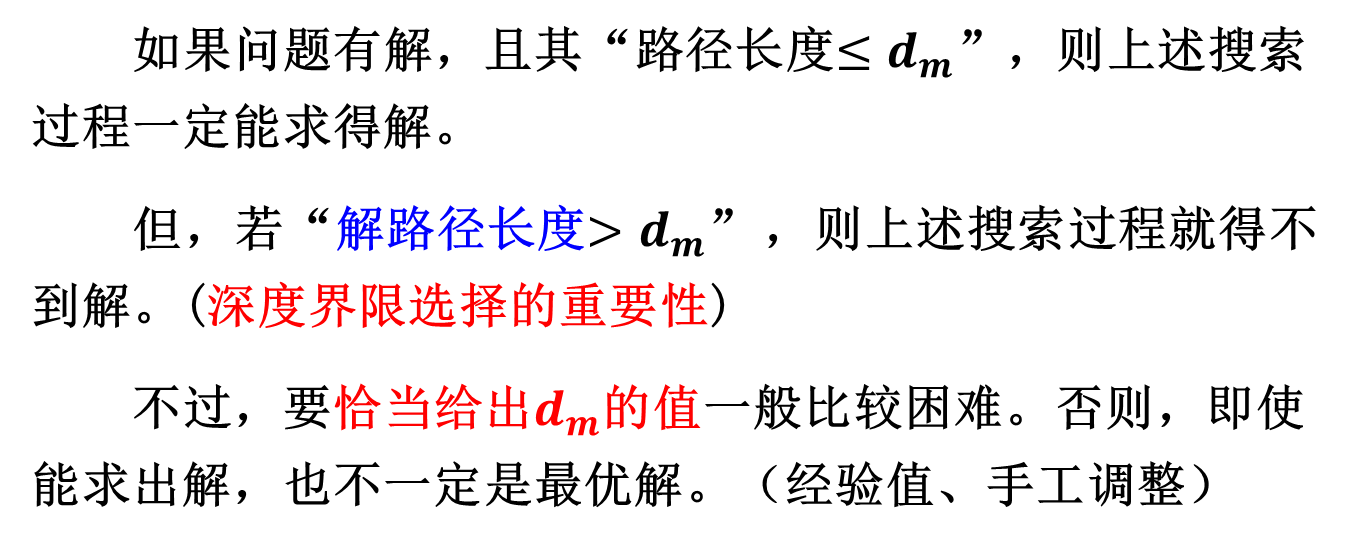 如果问题有解，且其“路径长度≤ dₘ”，则上述搜索
过程一定能求得解。
但，若“解路径长度> dₘ”，则上述搜索过程就得不
到解。(深度界限选择的重要性)
不过，要恰当给出dₘ的值一般比较困难。否则，即使
能求出解，也不一定是最优解。（经验值、手工调整）